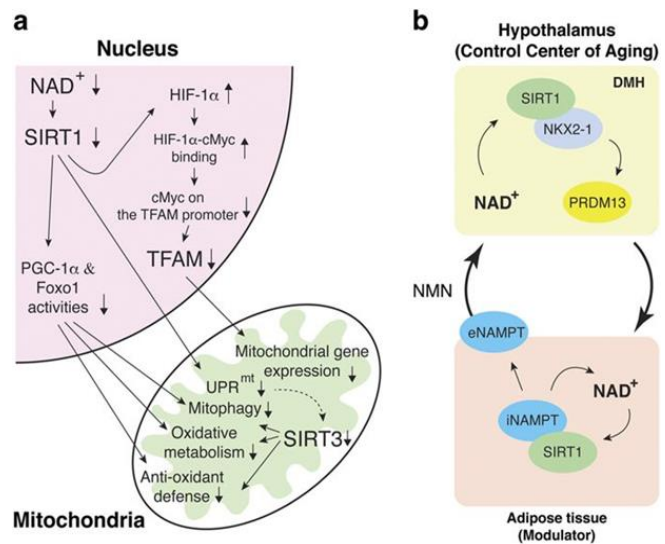 a
Nucleus
NAD+
SIRT1
HIF-1α
HIF-1α-cMyc
binding
cMyc on
the TFAM promoter
TFAM
PGC-1α &
Foxo1
activities
Mitochondrial gene
expression
UPRmt
Mitophagy
Oxidative
metabolism
SIRT3
Anti-oxidant
defense
Mitochondria
b
Hypothalamus
(Control Center of Aging)
DMH
SIRT1
NKX2-1
NAD+
PRDM13
NMN
eNAMPT
NAD+
iNAMPT
SIRT1
Adipose tissue
(Modulator)